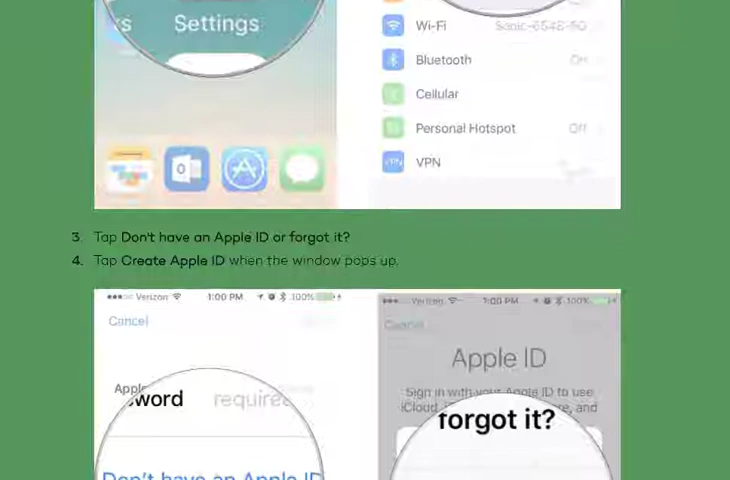 Settings
Wi-Fi Sonic-6548-5G
Bluetooth On
Cellular
Personal Hotspot Off
VPN VPN
3. Tap Don't have an Apple ID or forgot it?
4. Tap Create Apple ID when the window pops up.
Verizon 1:00 PM 100%
Cancel
word required
Don't have an Apple ID
Verizon 1:00 PM 100%
Cancel
Apple ID
Sign in with your Apple ID to use
iCloud, and
forgot it?